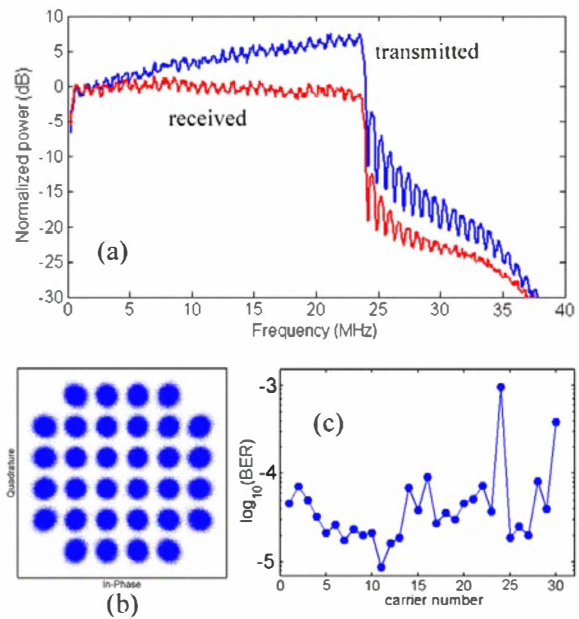 10
5
0
-5
-10
-15
-20
-25
-30
Normalized power (dB)
transmitted
received
(a)
0 5 10 15 20 25 30 35 40
Frequency (MHz)
Quadrature
In-Phase
(b)
-3
-4
-5
log10(BER)
(c)
0 5 10 15 20 25 30
carrier number